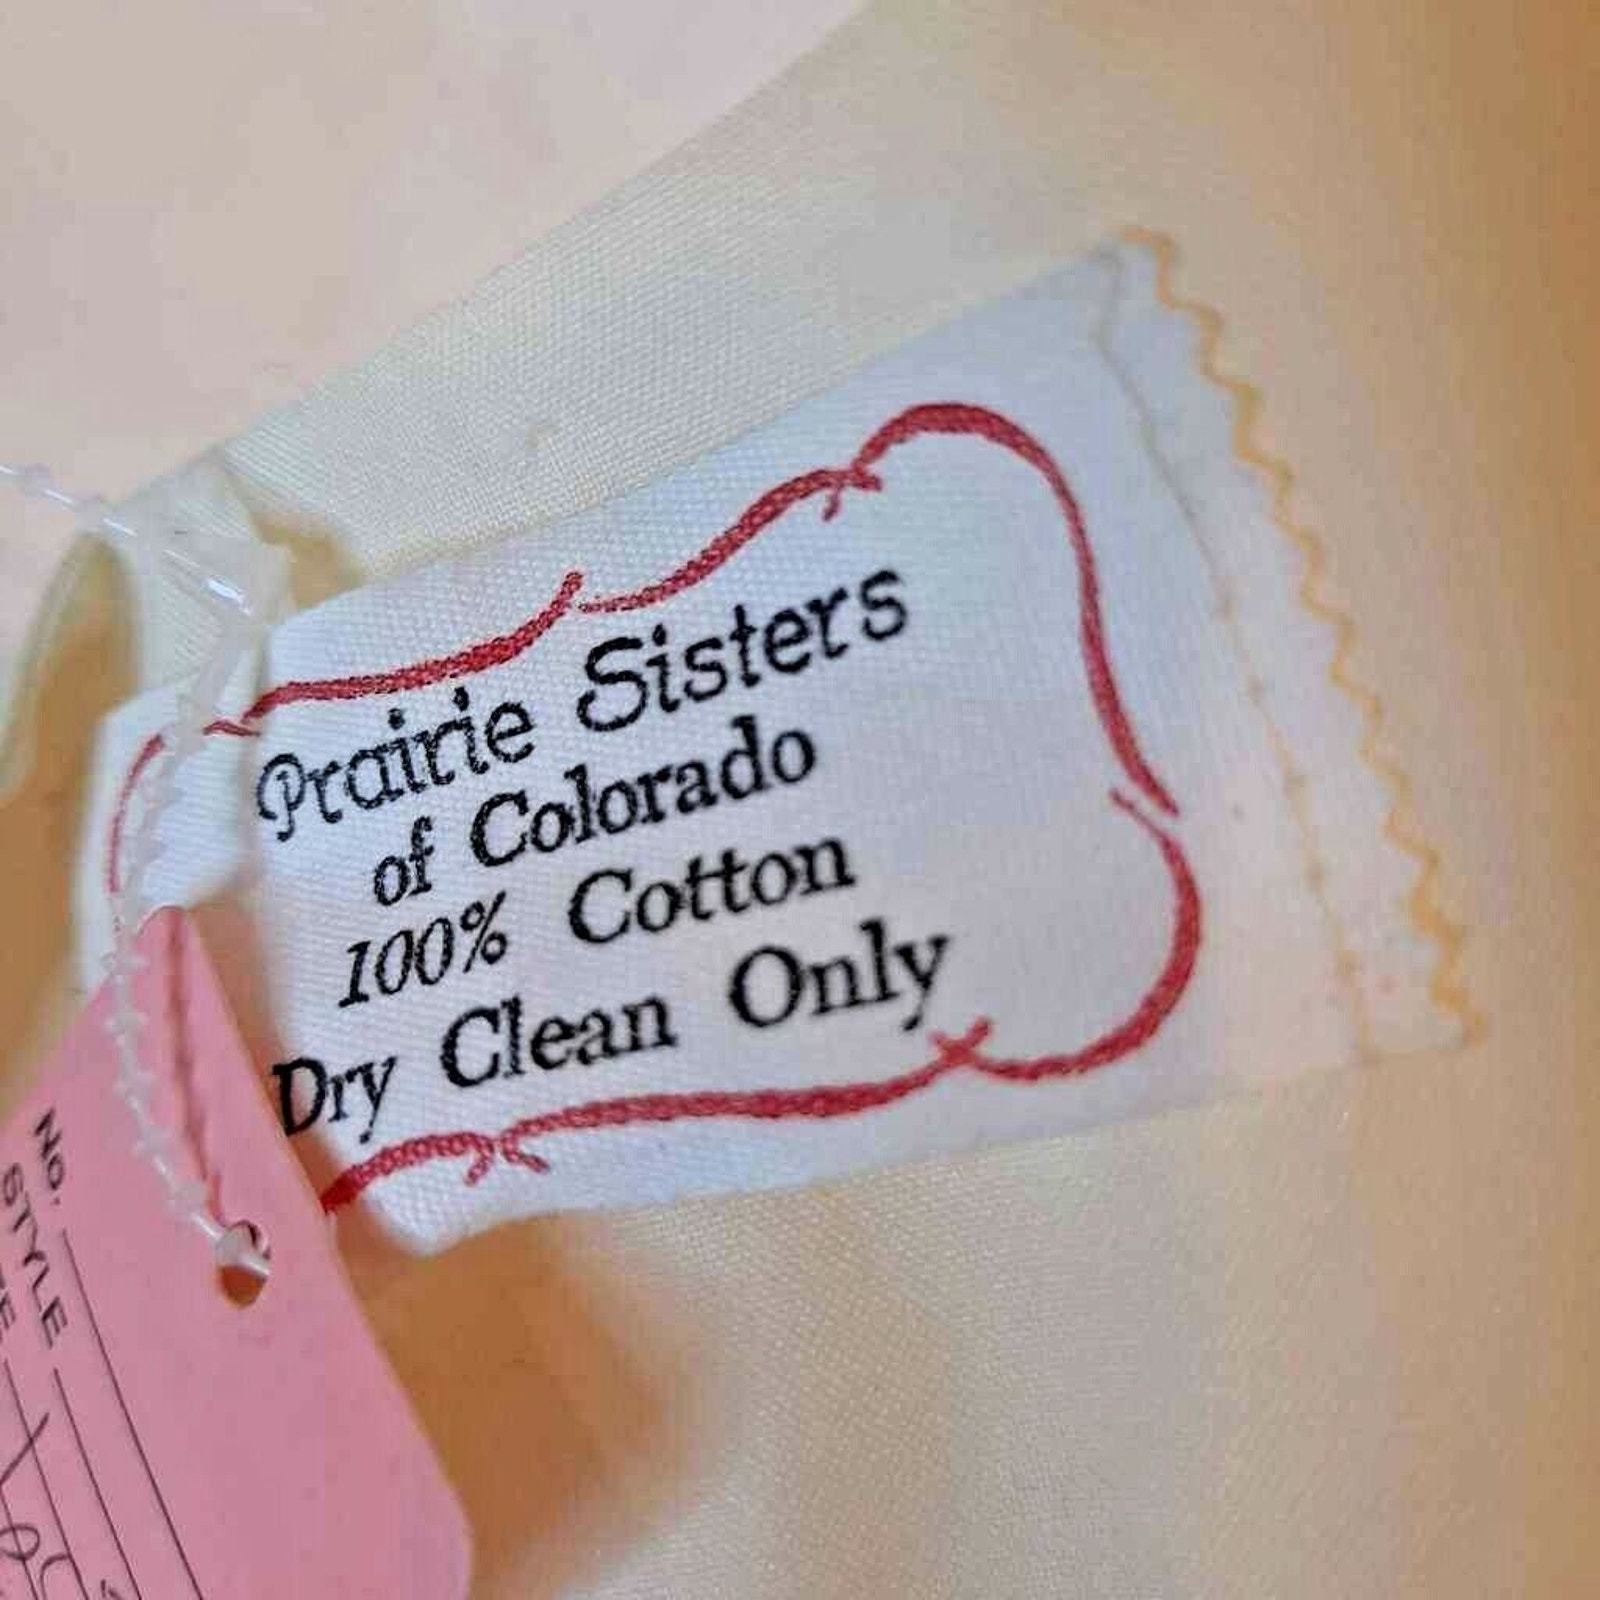 Prairie Sisters
of Colorado
100% Cotton
Dry Clean Only
NO.
STYLE